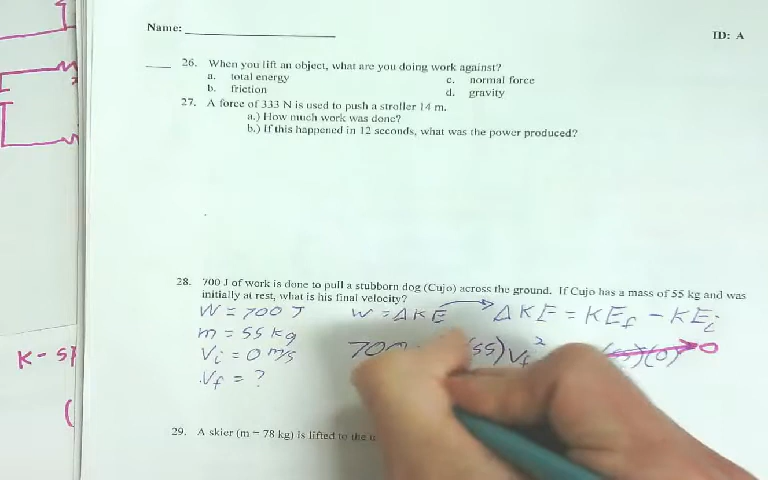 Name:
ID: A
26. When you lift an object, what are you doing work against?
a. total energy
c. normal force
b. friction
d. gravity
27. A force of 333 N is used to push a stroller 14 m.
a.) How much work was done?
b.) If this happened in 12 seconds, what was the power produced?
28. 700 J of work is done to pull a stubborn dog (Cujo) across the ground. If Cujo has a mass of 55 kg and was
initially at rest, what is his final velocity?
W = 700 J
W = ΔKE
ΔKE = KEf - KEi
m = 55 kg
700 (55)Vf² (0) 0
Vi = 0 m/s
Vf = ?
K-
(
29. A skier (m = 78 kg) is lifted to the